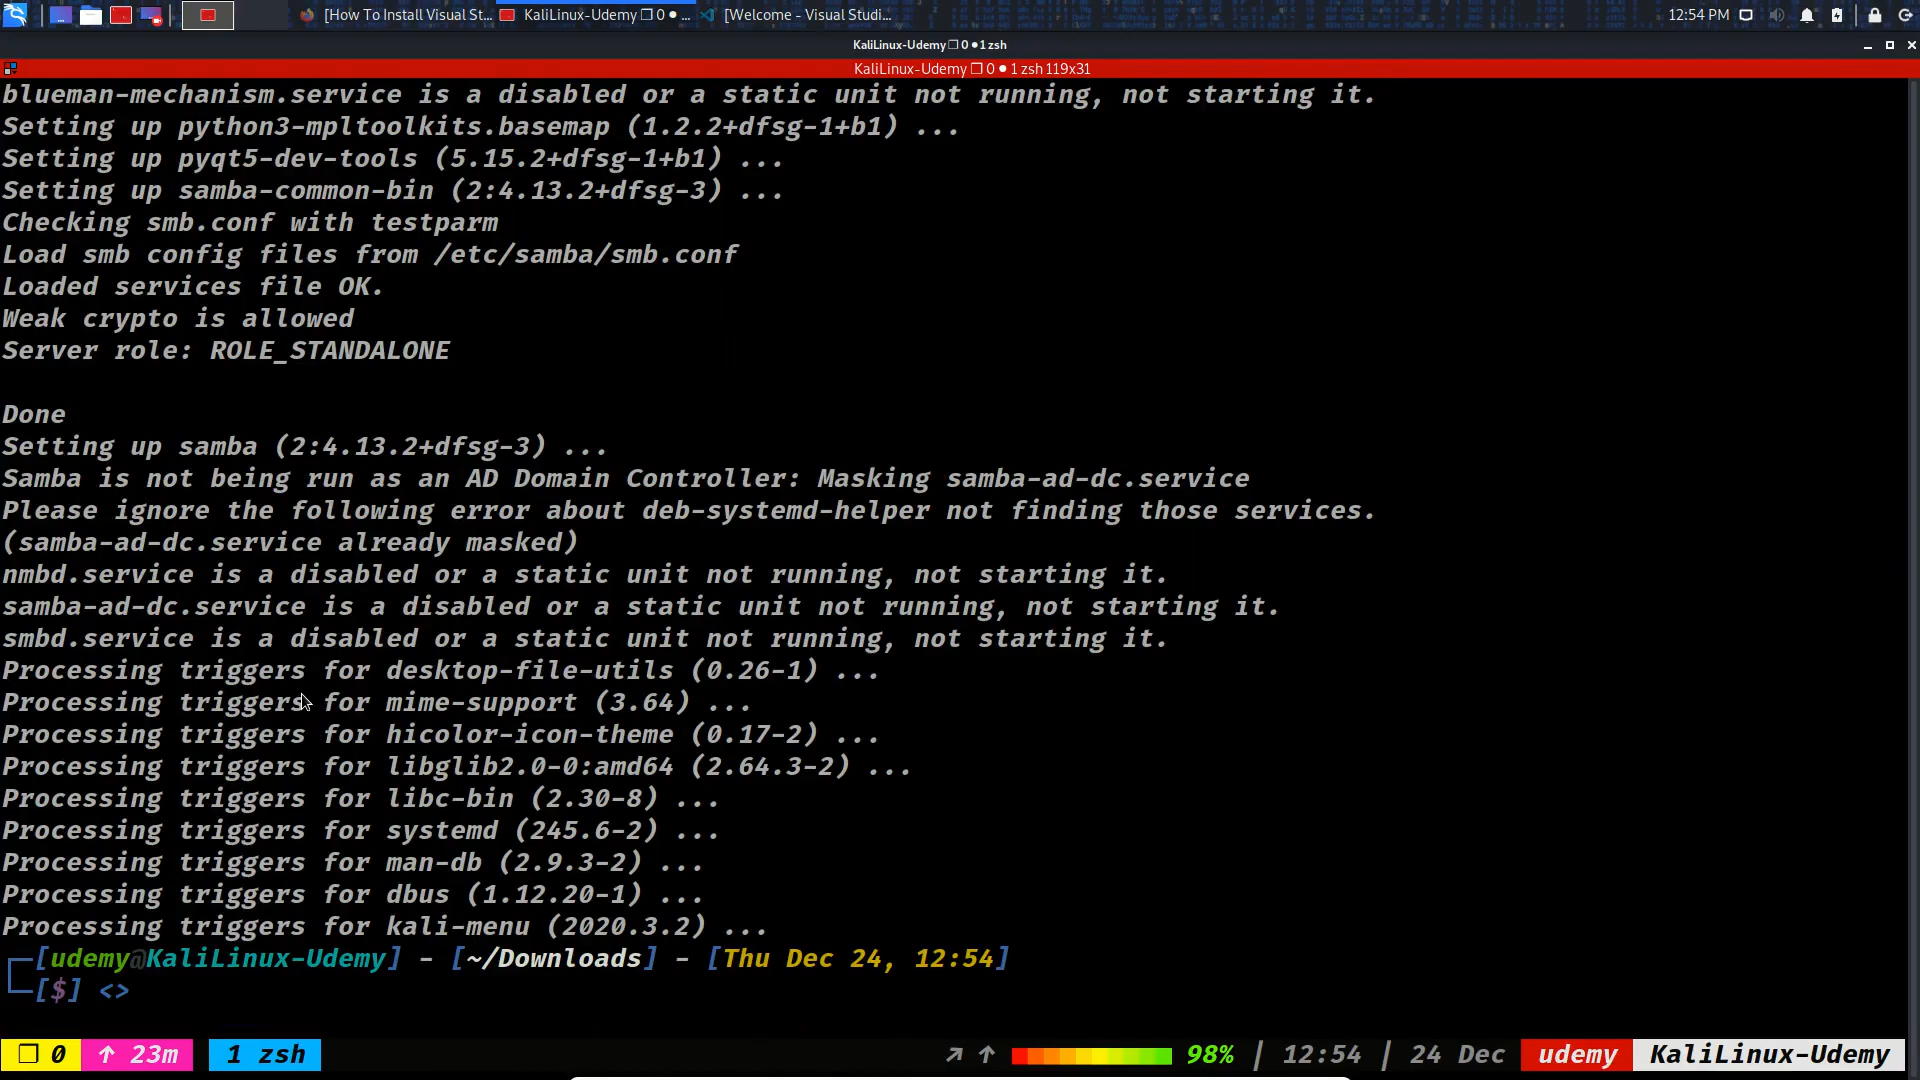 [How To Install Visual St... KaliLinux-Udemy ❐ 0 ● ... [Welcome - Visual Studi... 12:54 PM
KaliLinux-Udemy ❐ 0 ● 1 zsh
KaliLinux-Udemy ❐ 0 ● 1 zsh 119x31
blueman-mechanism.service is a disabled or a static unit not running, not starting it.
Setting up python3-mpltoolkits.basemap (1.2.2+dfsg-1+b1) ...
Setting up pyqt5-dev-tools (5.15.2+dfsg-1+b1) ...
Setting up samba-common-bin (2:4.13.2+dfsg-3) ...
Checking smb.conf with testparm
Load smb config files from /etc/samba/smb.conf
Loaded services file OK.
Weak crypto is allowed
Server role: ROLE_STANDALONE
Done
Setting up samba (2:4.13.2+dfsg-3) ...
Samba is not being run as an AD Domain Controller: Masking samba-ad-dc.service
Please ignore the following error about deb-systemd-helper not finding those services.
(samba-ad-dc.service already masked)
nmbd.service is a disabled or a static unit not running, not starting it.
samba-ad-dc.service is a disabled or a static unit not running, not starting it.
smbd.service is a disabled or a static unit not running, not starting it.
Processing triggers for desktop-file-utils (0.26-1) ...
Processing triggers for mime-support (3.64) ...
Processing triggers for hicolor-icon-theme (0.17-2) ...
Processing triggers for libglib2.0-0:amd64 (2.64.3-2) ...
Processing triggers for libc-bin (2.30-8) ...
Processing triggers for systemd (245.6-2) ...
Processing triggers for man-db (2.9.3-2) ...
Processing triggers for dbus (1.12.20-1) ...
Processing triggers for kali-menu (2020.3.2) ...
┌─[udemy@KaliLinux-Udemy] - [~/Downloads] - [Thu Dec 24, 12:54]
└─[$] <>
❐ 0 ↑ 23m 1 zsh ↗ ↑ 98% | 12:54 | 24 Dec udemy KaliLinux-Udemy